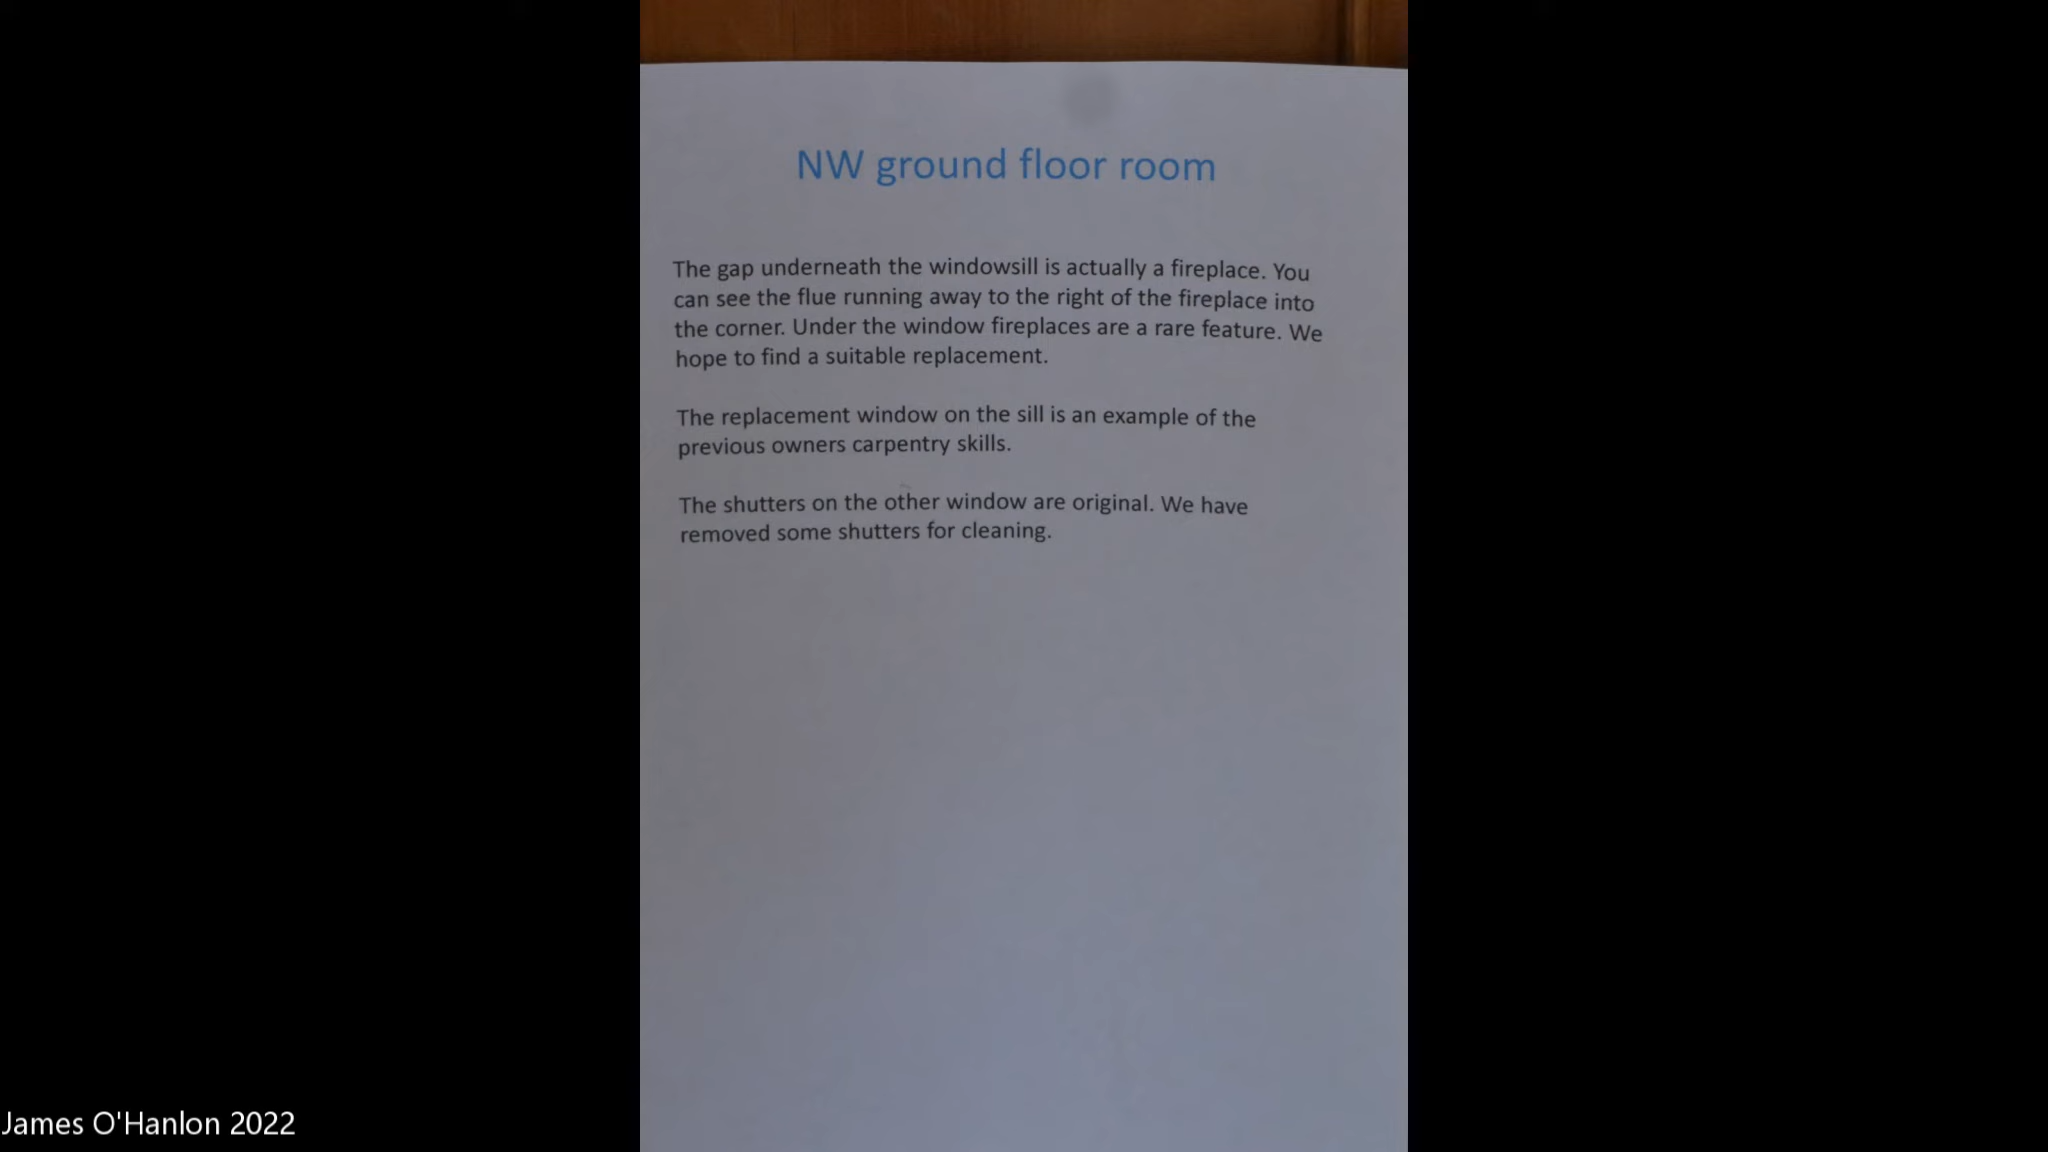 NW ground floor room
The gap underneath the windowsill is actually a fireplace. You
can see the flue running away to the right of the fireplace into
the corner. Under the window fireplaces are a rare feature. We
hope to find a suitable replacement.
The replacement window on the sill is an example of the
previous owners carpentry skills.
The shutters on the other window are original. We have
removed some shutters for cleaning.
James O'Hanlon 2022